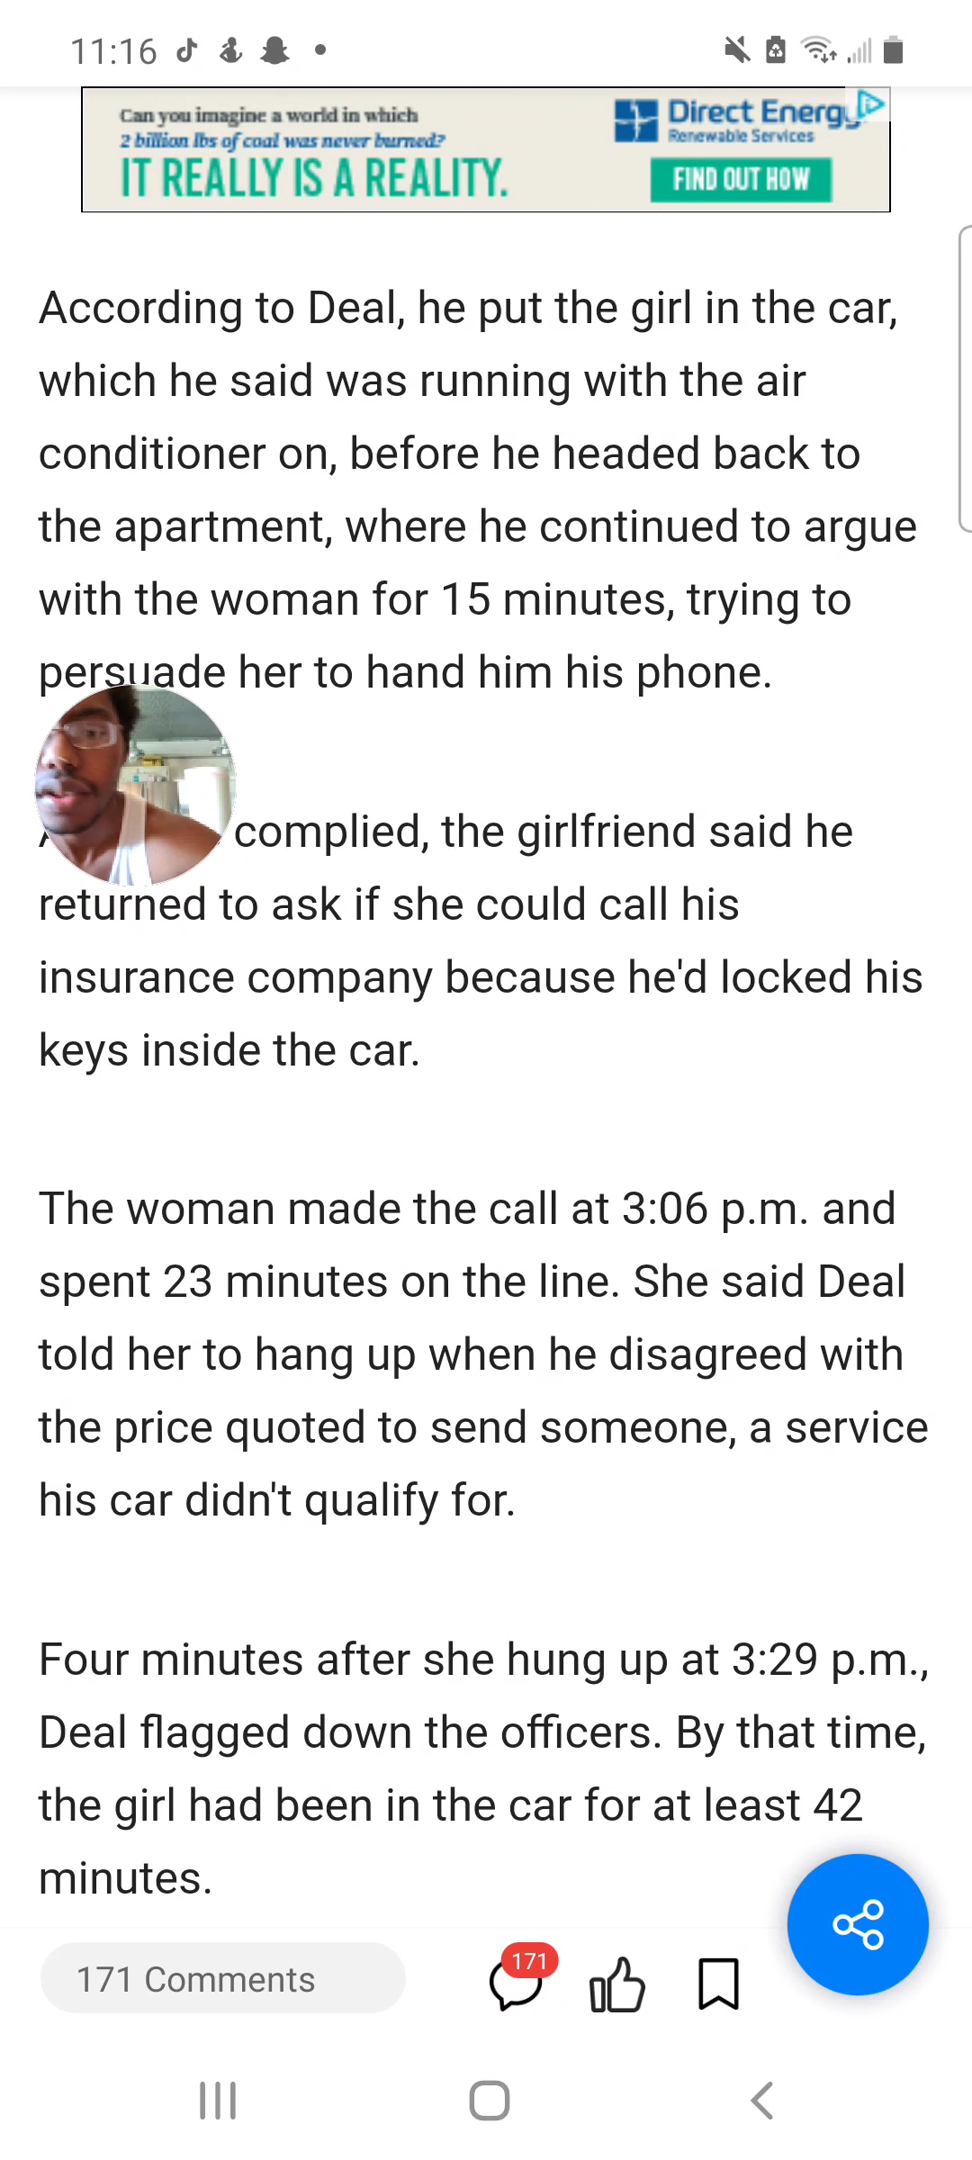 11:16
Can you imagine a world in which
2 billion lbs of coal was never burned?
IT REALLY IS A REALITY.
Direct Energy
Renewable Services
FIND OUT HOW
According to Deal, he put the girl in the car,
which he said was running with the air
conditioner on, before he headed back to
the apartment, where he continued to argue
with the woman for 15 minutes, trying to
persuade her to hand him his phone.
complied, the girlfriend said he
returned to ask if she could call his
insurance company because he'd locked his
keys inside the car.
The woman made the call at 3:06 p.m. and
spent 23 minutes on the line. She said Deal
told her to hang up when he disagreed with
the price quoted to send someone, a service
his car didn't qualify for.
Four minutes after she hung up at 3:29 p.m.,
Deal flagged down the officers. By that time,
the girl had been in the car for at least 42
minutes.
171 Comments
171